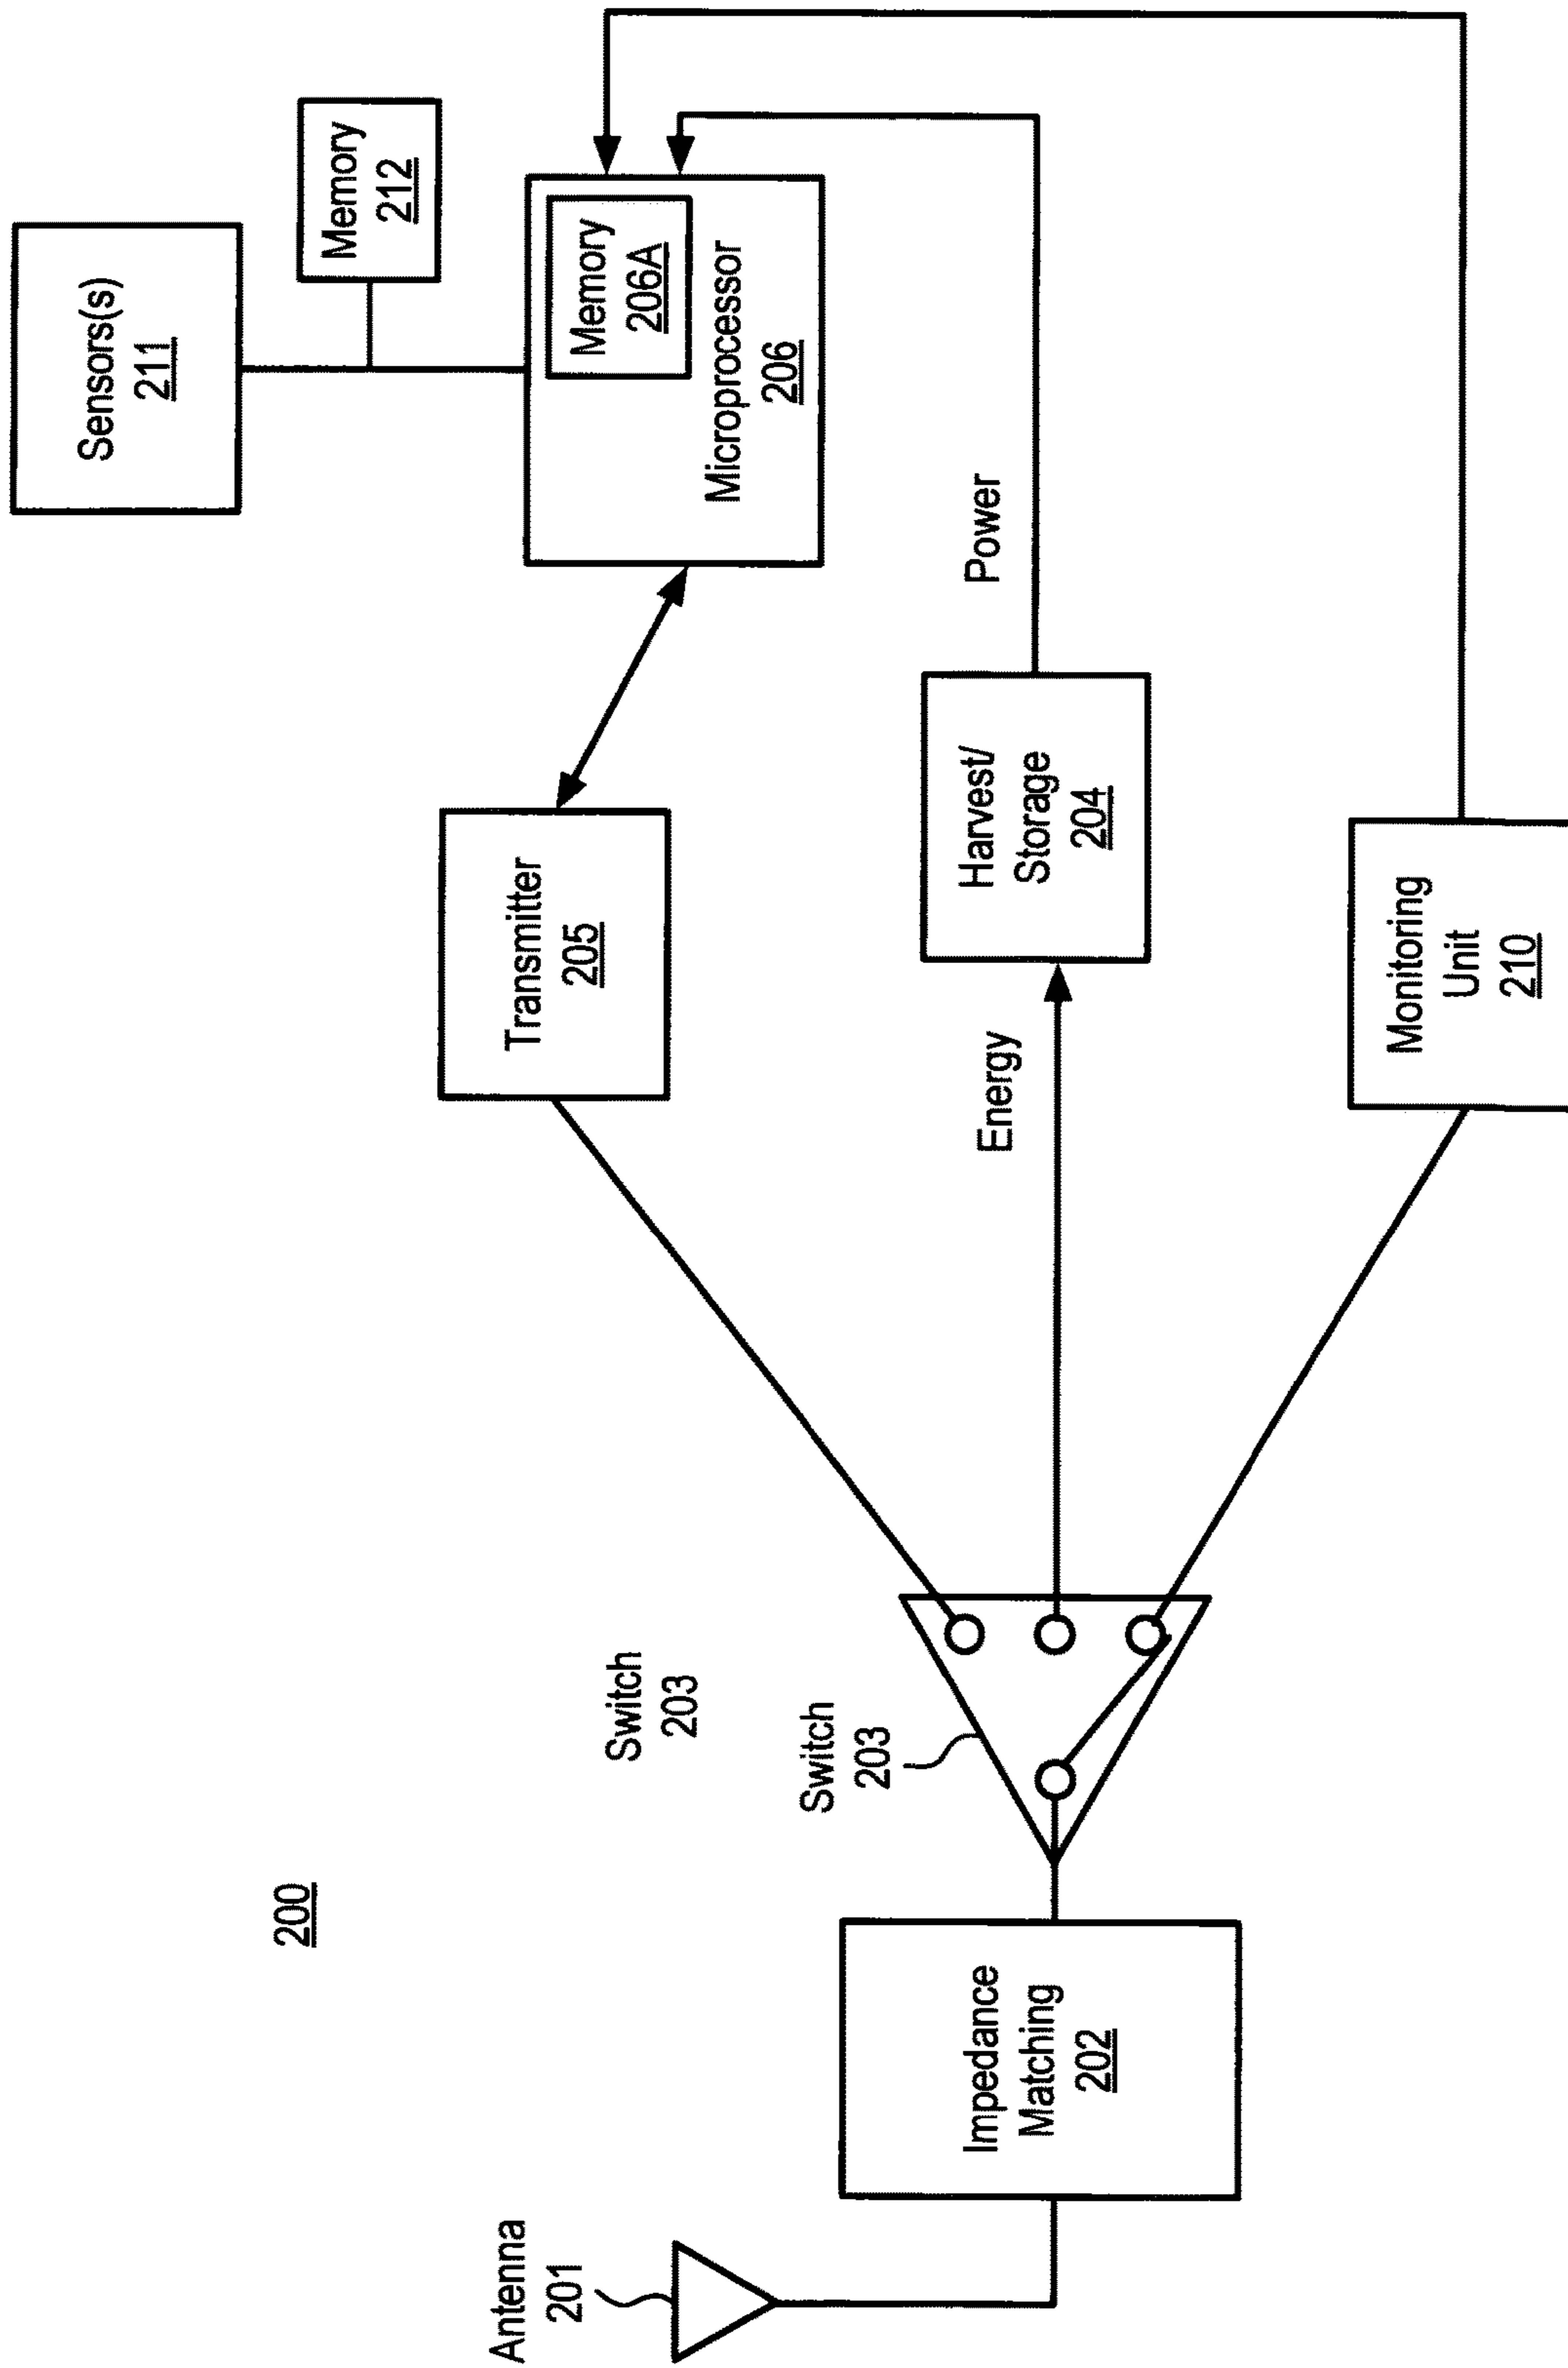 200
Antenna
201
Impedance
Matching
202
Switch
203
Switch
203
Transmitter
205
Energy
Harvest/
Storage
204
Power
Monitoring
Unit
210
Sensors(s)
211
Memory
212
Memory
206A
Microprocessor
206